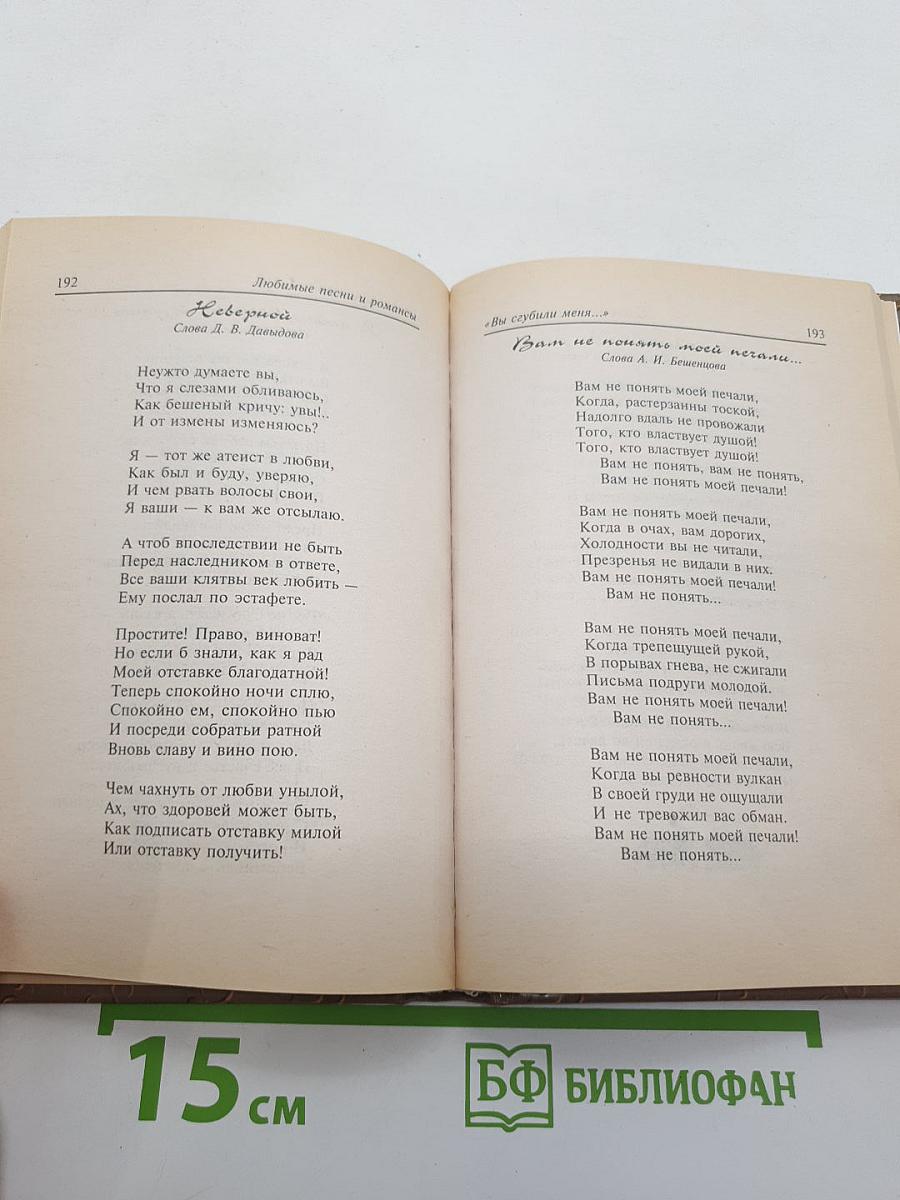 192
Любимые песни и романсы
Неверной
Слова Д. В. Давыдова
Неужто думаете вы,
Что я слезами обливаюсь,
Как бешеный кричу: увы!..
И от измены изменяюсь?
Я — тот же атеист в любви,
Как был и буду, уверяю,
И чем рвать волосы свои,
Я ваши — к вам же отсылаю.
А чтоб впоследствии не быть
Перед наследником в ответе,
Все ваши клятвы век любить —
Ему послал по эстафете.
Простите! Право, виноват!
Но если б знали, как я рад
Моей отставке благодатной!
Теперь спокойно ночи сплю,
Спокойно ем, спокойно пью
И посреди собратьи ратной
Вновь славу и вино пою.
Чем чахнуть от любви унылой,
Ах, что здоровей может быть,
Как подписать отставку милой
Или отставку получить!
«Вы сгубили меня...»
193
Вам не понять моей печали...
Слова А. И. Бешенцова
Вам не понять моей печали,
Когда, растерзанны тоской,
Надолго вдаль не провожали
Того, кто властвует душой!
Того, кто властвует душой!
Вам не понять, вам не понять,
Вам не понять моей печали!
Вам не понять моей печали,
Когда в очах, вам дорогих,
Холодности вы не читали,
Презренья не видали в них.
Вам не понять моей печали!
Вам не понять...
Вам не понять моей печали,
Когда трепещущей рукой,
В порывах гнева, не сжигали
Письма подруги молодой.
Вам не понять моей печали!
Вам не понять...
Вам не понять моей печали,
Когда вы ревности вулкан
В своей груди не ощущали
И не тревожил вас обман.
Вам не понять моей печали!
Вам не понять...
15 см
БФ БИБЛИОФАН